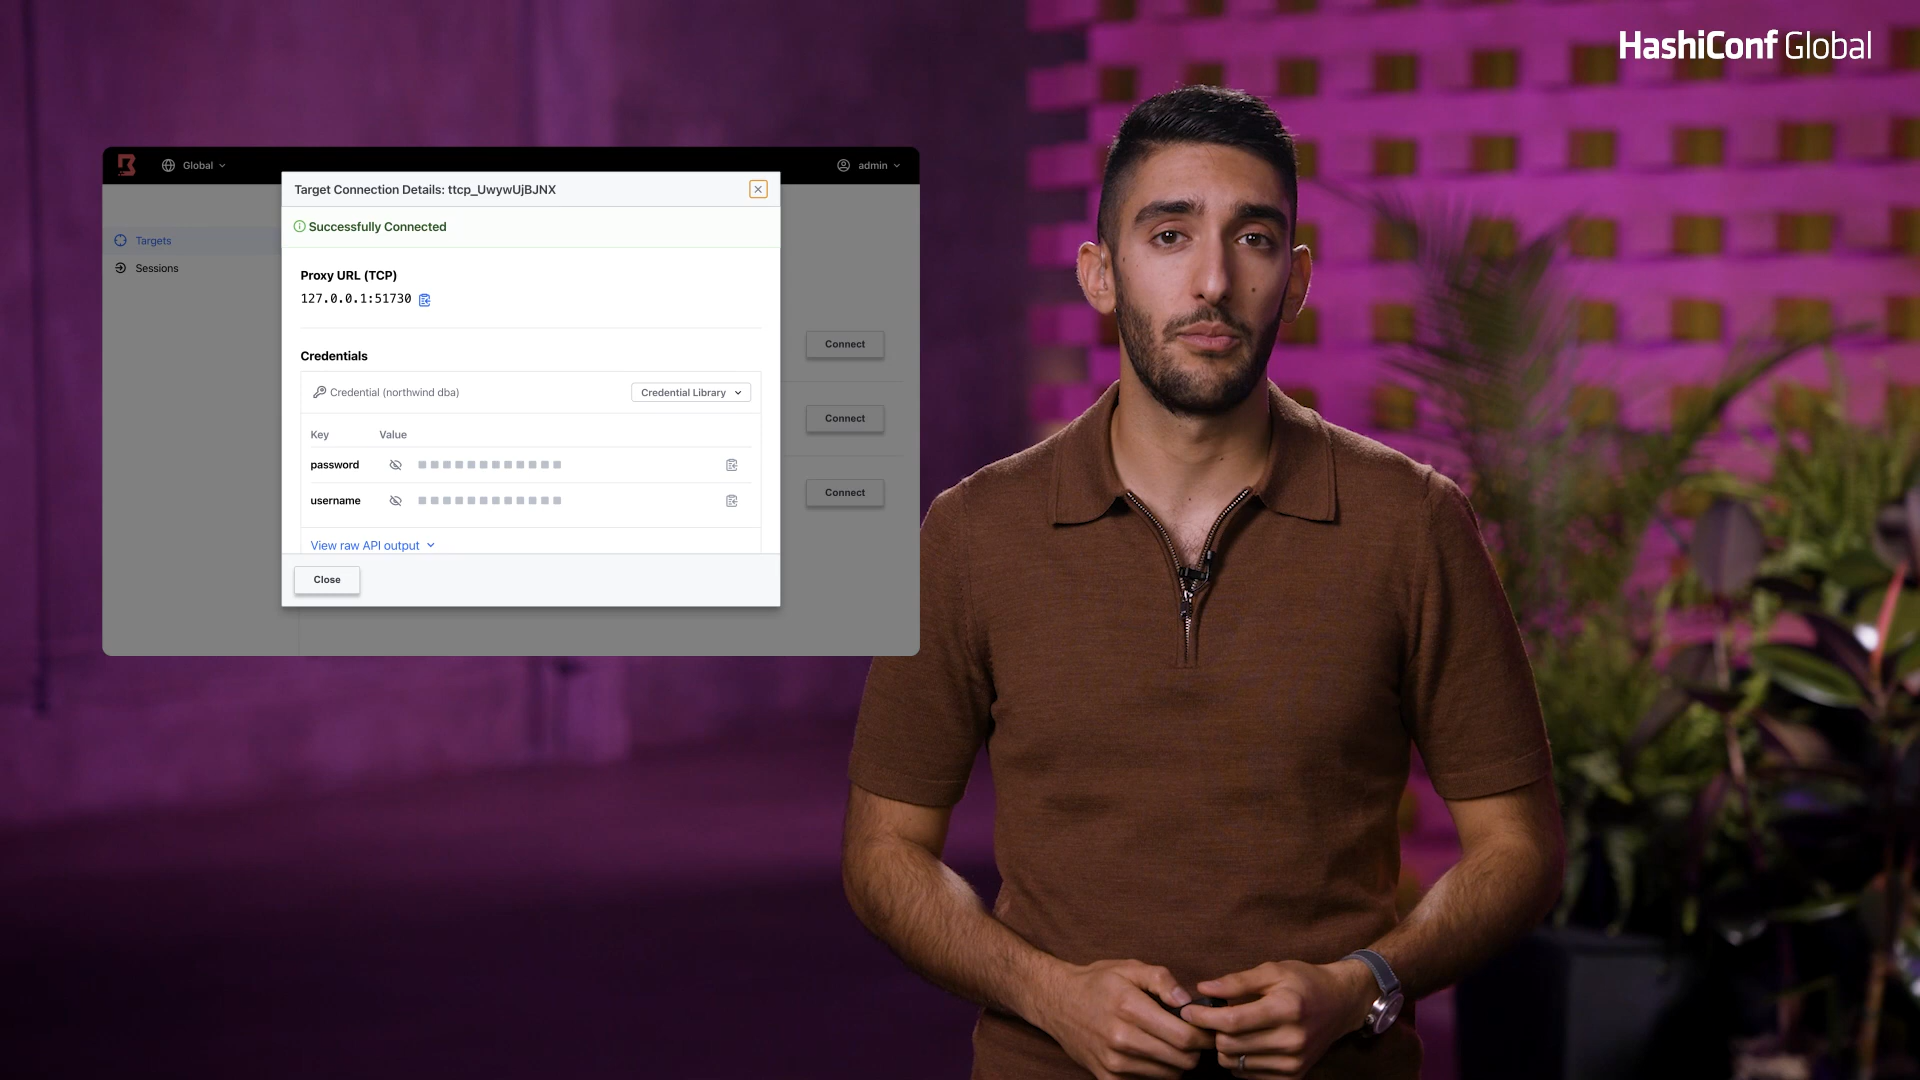 HashiConf Global
Global
admin
Target Connection Details: ttcp_UwywUjBJNX
Successfully Connected
Targets
Sessions
Proxy URL (TCP)
127.0.0.1:51730
Connect
Credentials
Credential (northwind dba)
Credential Library
Connect
Key Value
password
Connect
username
View raw API output
Close